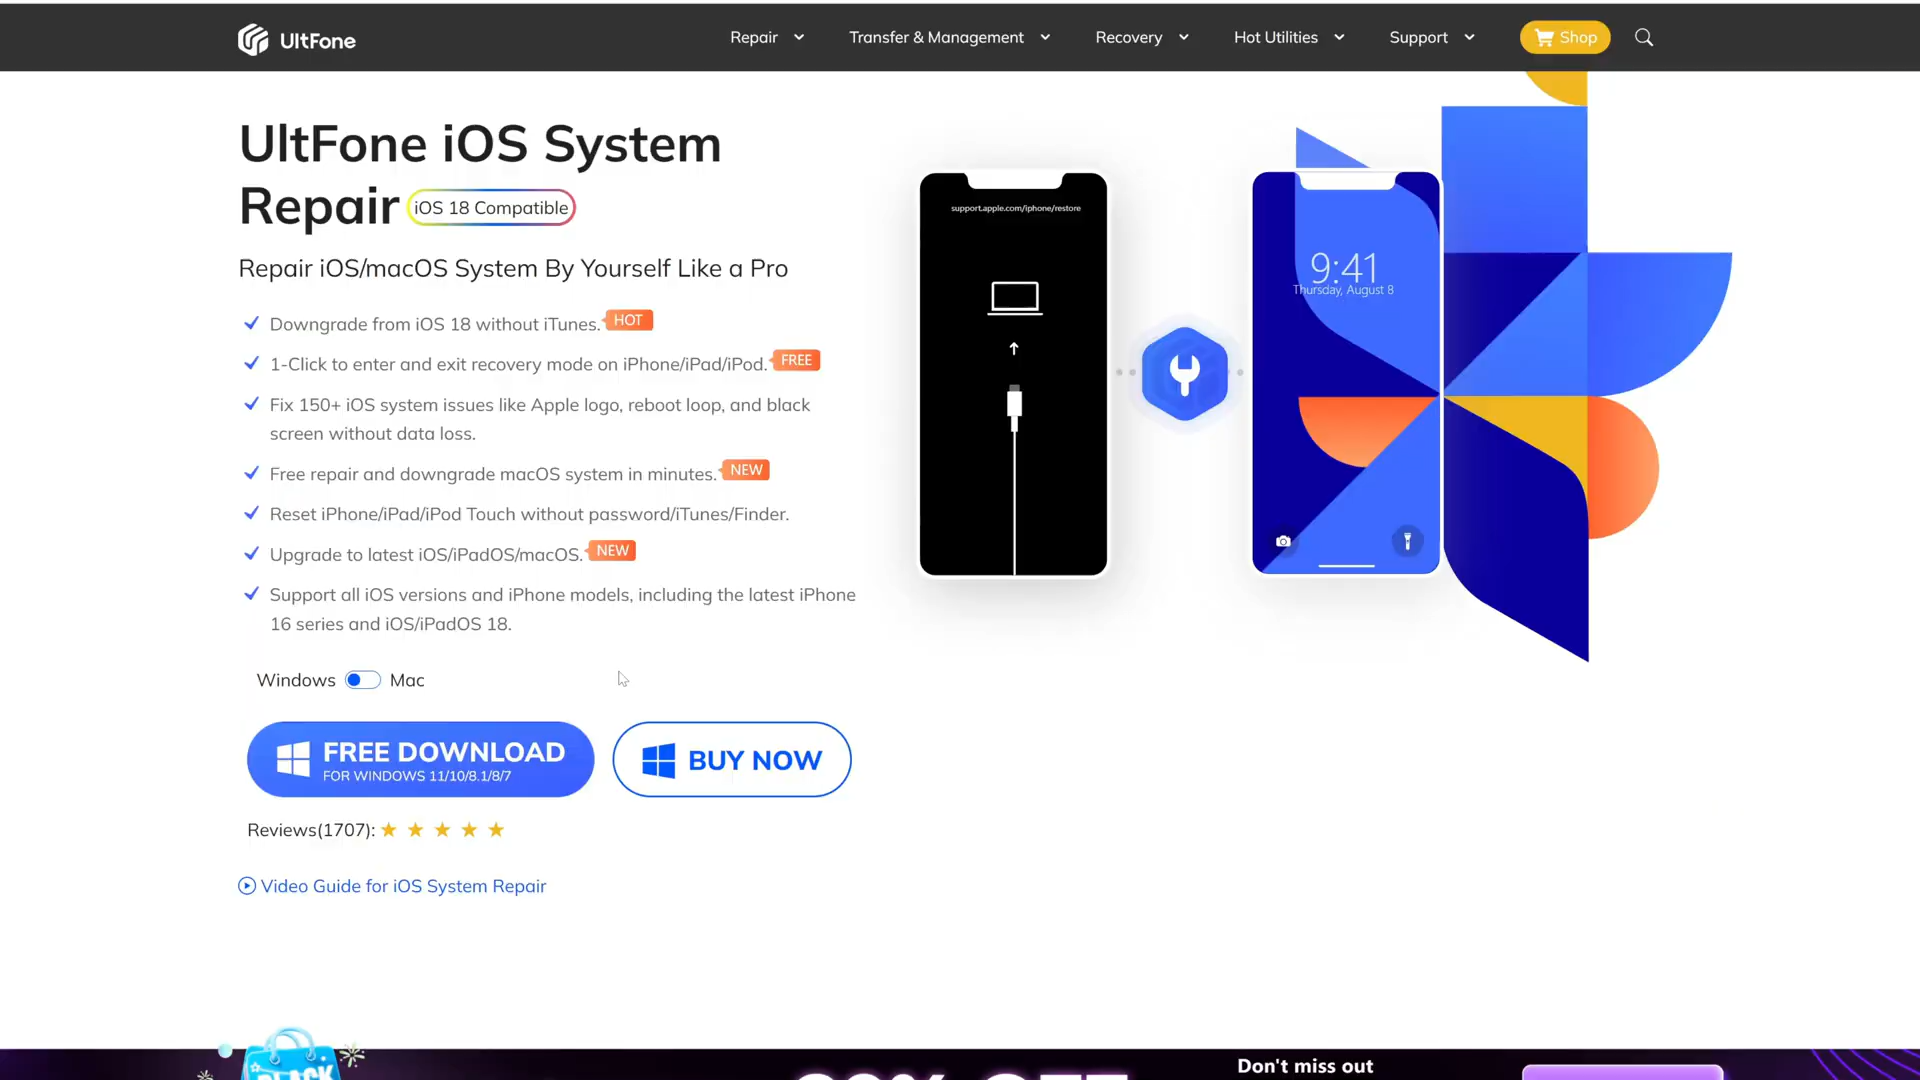 UltFone
Repair
Transfer & Management
Recovery
Hot Utilities
Support
Shop
UltFone iOS System
Repair iOS 18 Compatible
Repair iOS/macOS System By Yourself Like a Pro
Downgrade from iOS 18 without iTunes. HOT
1-Click to enter and exit recovery mode on iPhone/iPad/iPod. FREE
Fix 150+ iOS system issues like Apple logo, reboot loop, and black
screen without data loss.
Free repair and downgrade macOS system in minutes. NEW
Reset iPhone/iPad/iPod Touch without password/iTunes/Finder.
Upgrade to latest iOS/iPadOS/macOS. NEW
Support all iOS versions and iPhone models, including the latest iPhone
16 series and iOS/iPadOS 18.
Windows Mac
FREE DOWNLOAD
FOR WINDOWS 11/10/8.1/8/7
BUY NOW
Reviews(1707):
Video Guide for iOS System Repair
support.apple.com/iphone/restore
9:41
Thursday, August 8
BLACK
Don't miss out